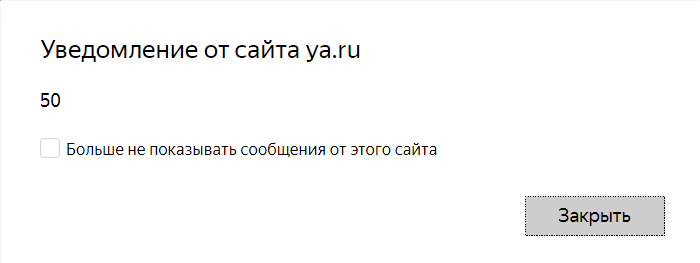 Уведомление от сайта ya.ru
50
Больше не показывать сообщения от этого сайта
Закрыть